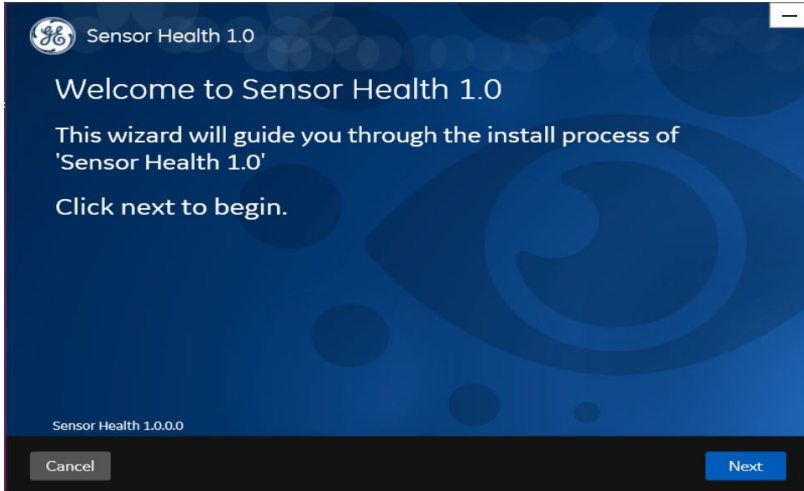 Sensor Health 1.0
Welcome to Sensor Health 1.0
This wizard will guide you through the install process of
'Sensor Health 1.0'
Click next to begin.
Sensor Health 1.0.0.0
Cancel
Next